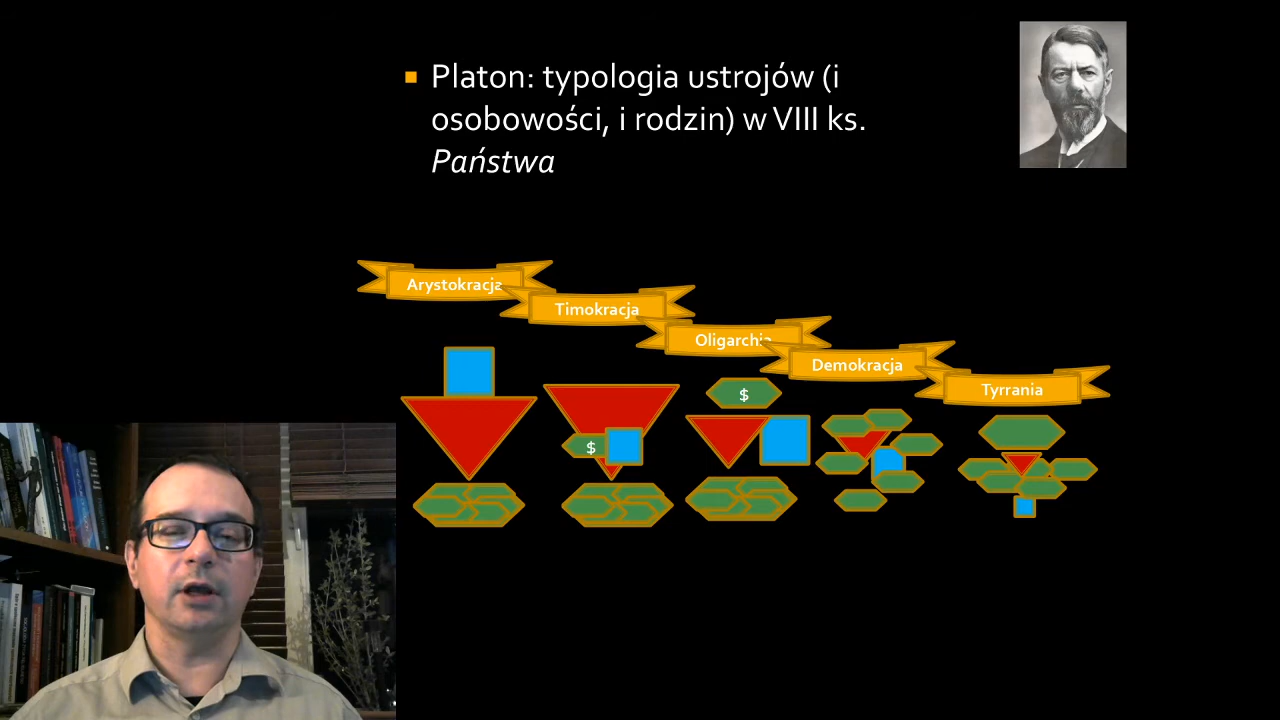 Platon: typologia ustrojów (i
osobowości, i rodzin) w VIII ks.
Państwa
Arystokracja
Timokracja
Oligarchia
Demokracja
Tyrrania
$
$